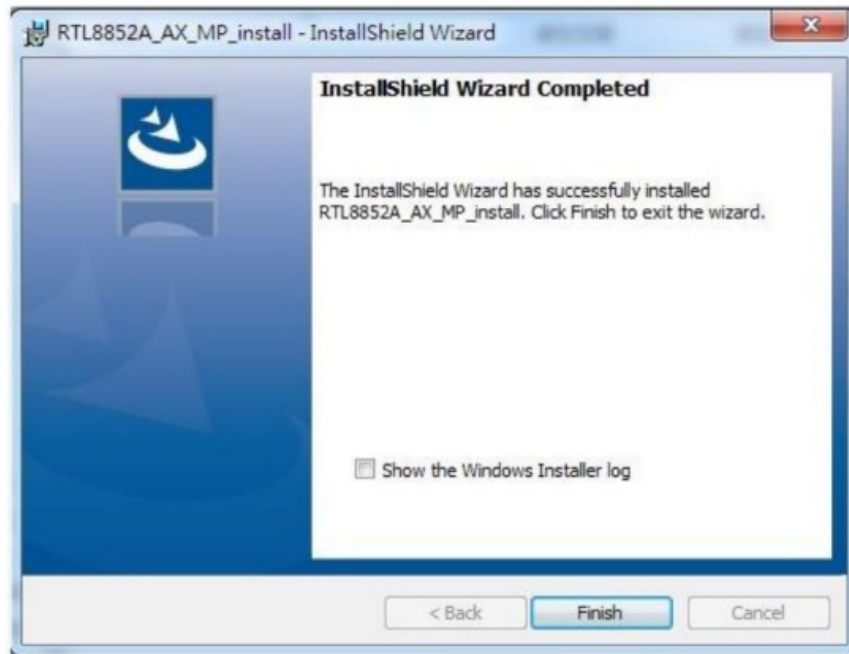 RTL8852A_AX_MP_install - InstallShield Wizard
InstallShield Wizard Completed
The InstallShield Wizard has successfully installed
RTL8852A_AX_MP_install. Click Finish to exit the wizard.
Show the Windows Installer log
< Back
Finish
Cancel